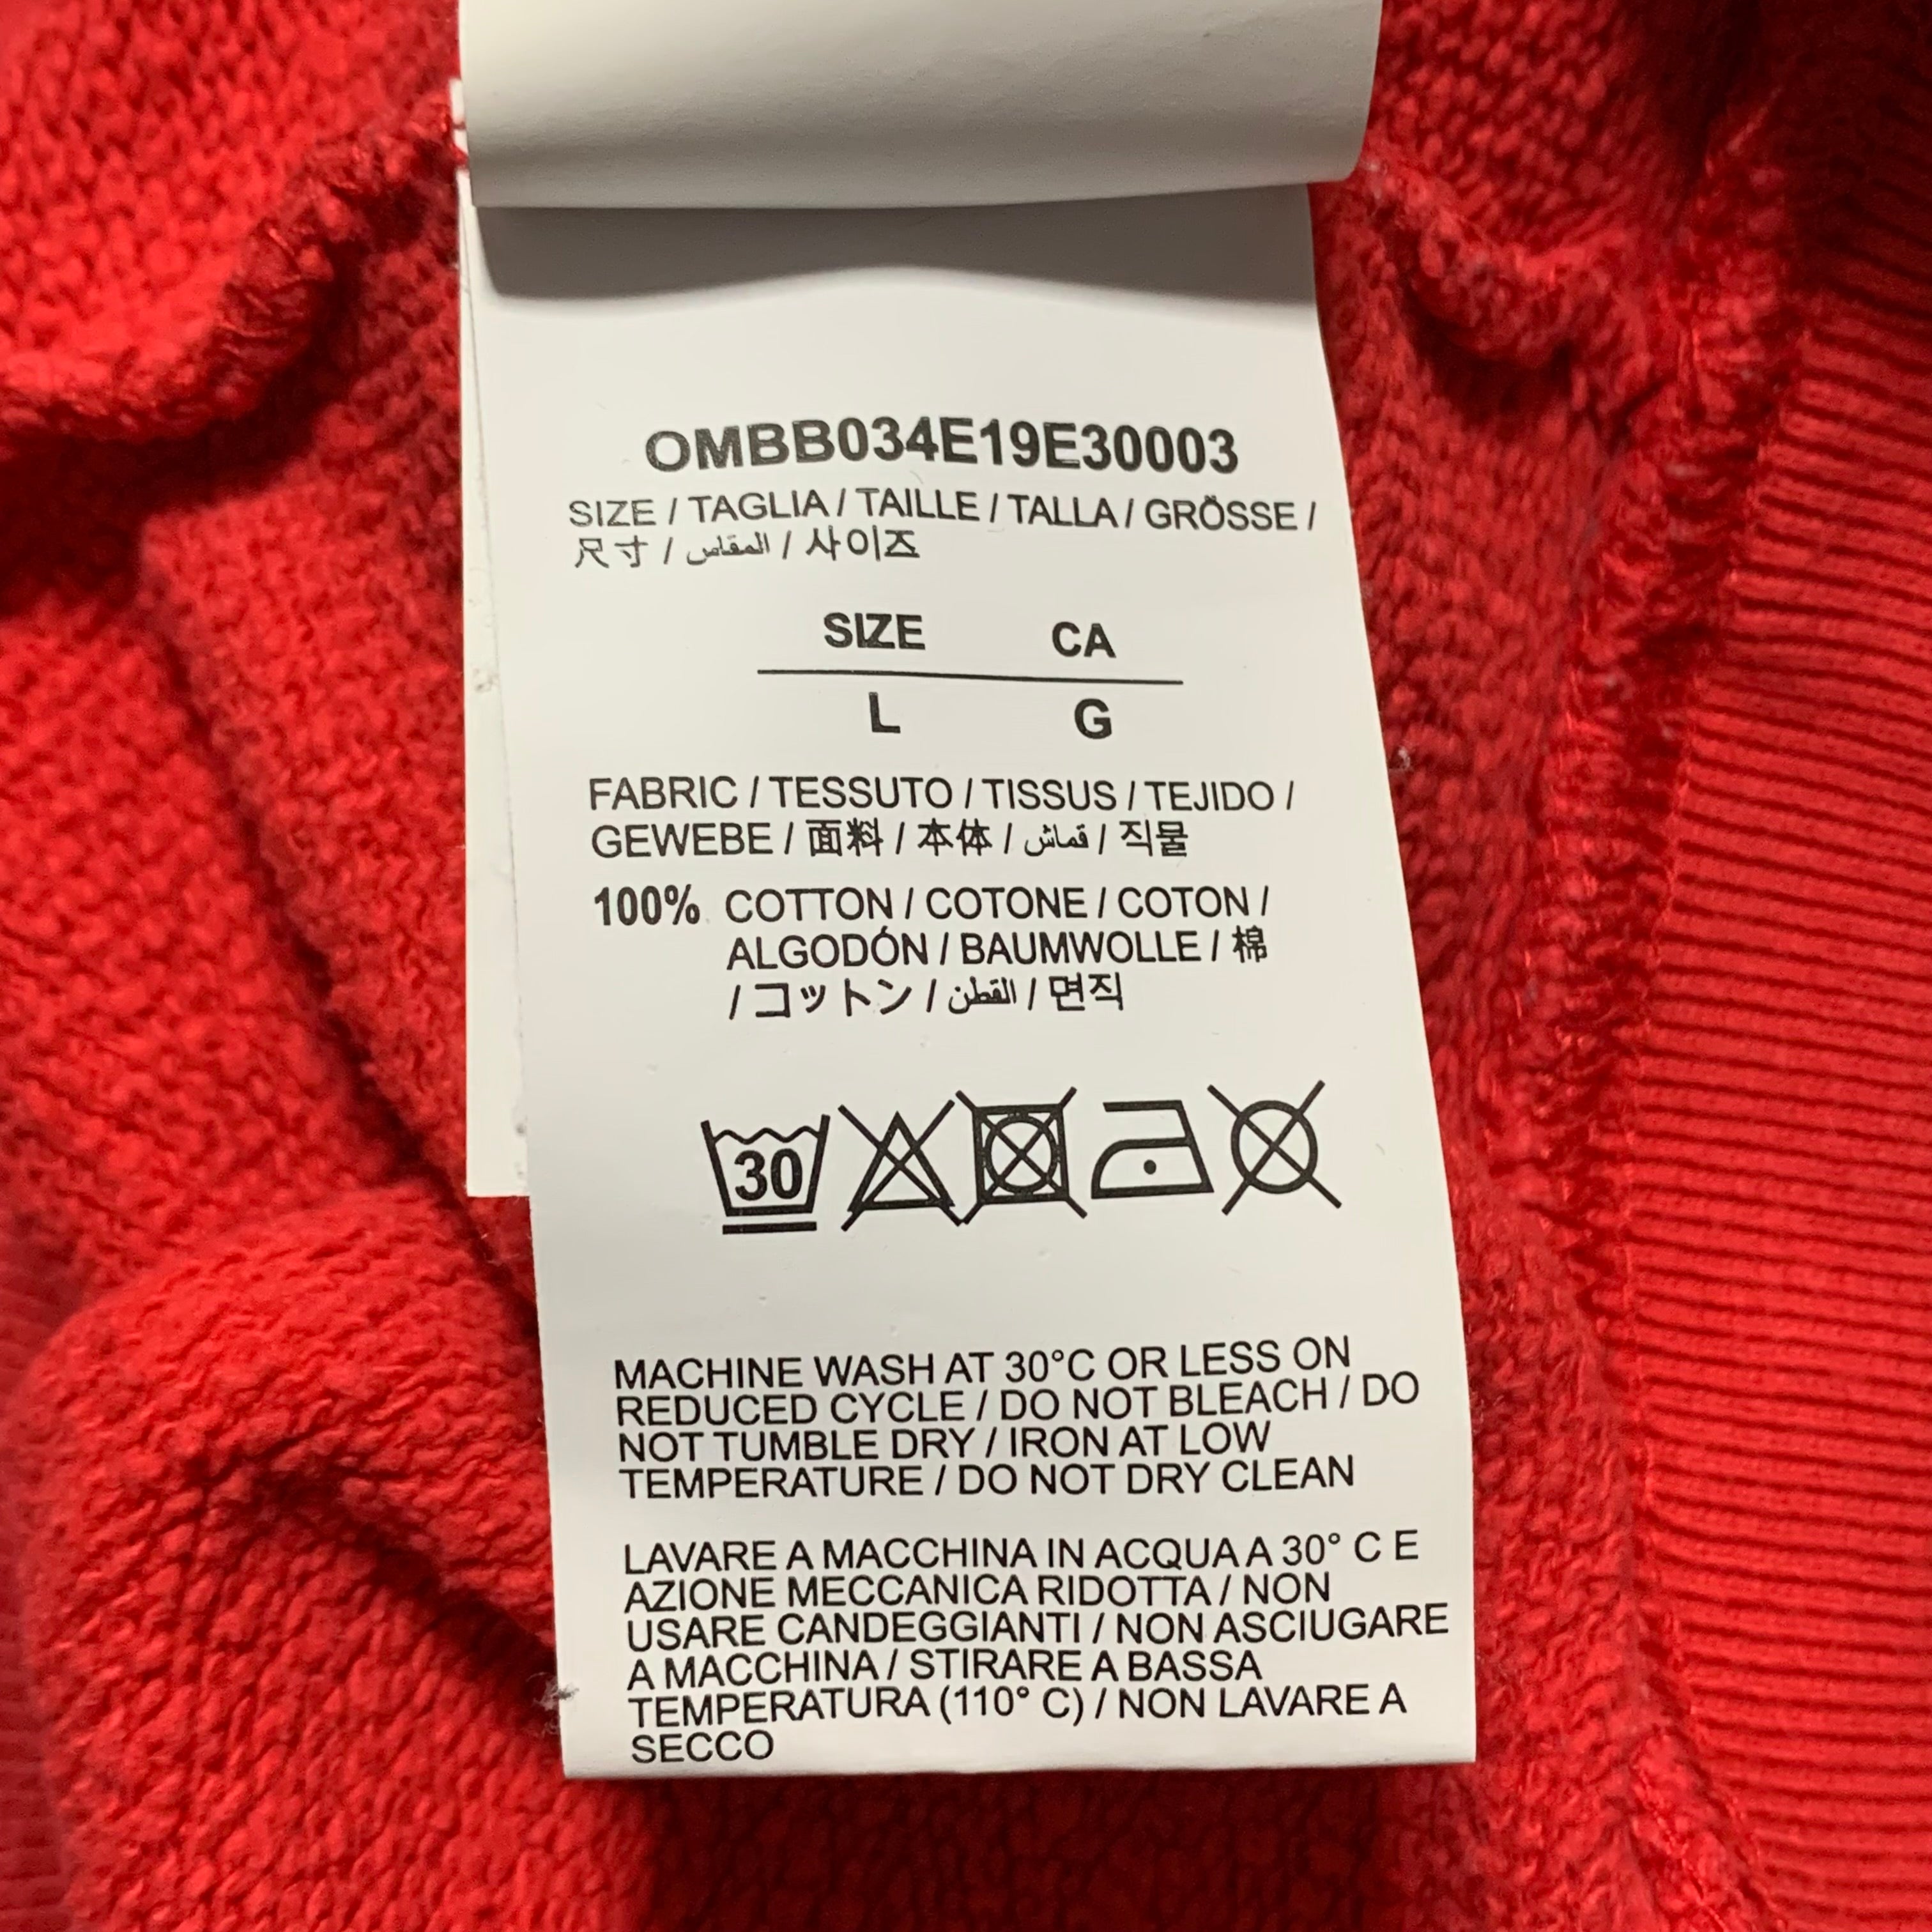 OMBB034E19E30003
SIZE / TAGLIA / TAILLE / TALLA / GRÖSSE /
尺寸 / المقاس / 사이즈
SIZE CA
L G
FABRIC / TESSUTO / TISSUS / TEJIDO /
GEWEBE / 面料 / 本体 / قماش / 직물
100% COTTON / COTONE / COTON /
ALGODÓN / BAUMWOLLE / 棉
/ コットン / القطن / 면직
30
MACHINE WASH AT 30°C OR LESS ON
REDUCED CYCLE / DO NOT BLEACH / DO
NOT TUMBLE DRY / IRON AT LOW
TEMPERATURE / DO NOT DRY CLEAN
LAVARE A MACCHINA IN ACQUA A 30° C E
AZIONE MECCANICA RIDOTTA / NON
USARE CANDEGGIANTI / NON ASCIUGARE
A MACCHINA / STIRARE A BASSA
TEMPERATURA (110° C) / NON LAVARE A
SECCO